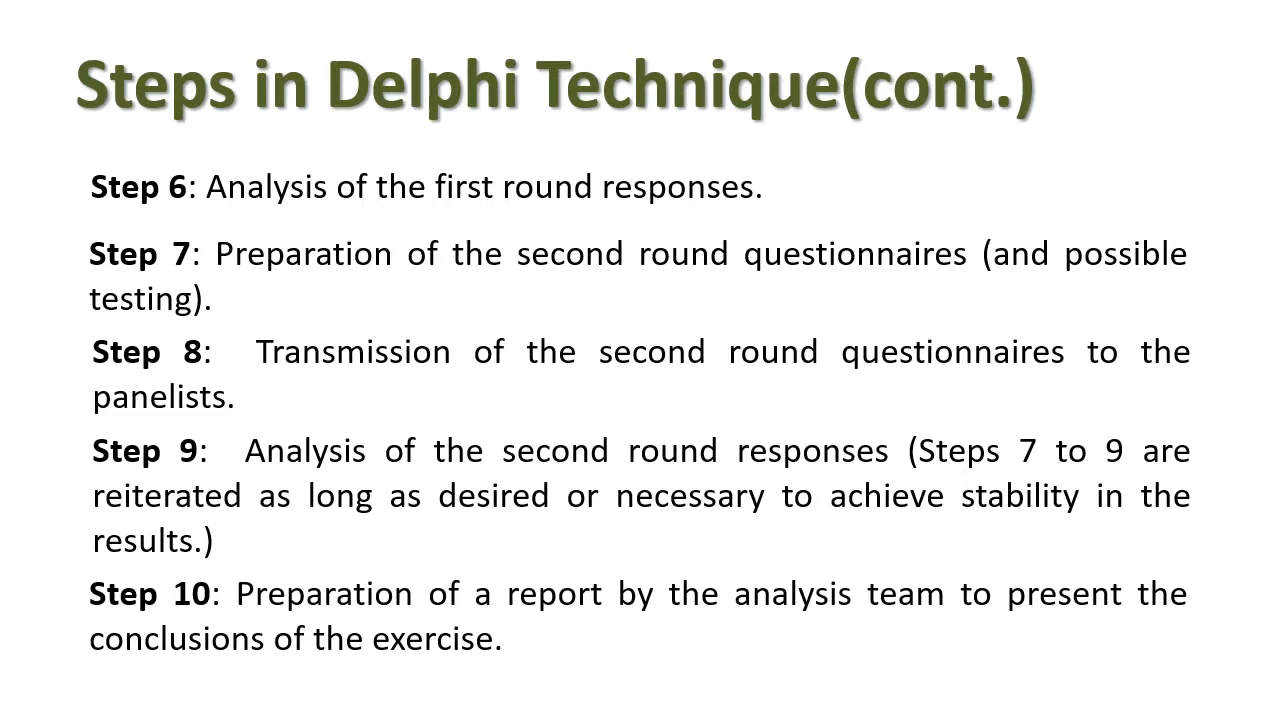 Steps in Delphi Technique(cont.)
Step 6: Analysis of the first round responses.
Step 7: Preparation of the second round questionnaires (and possible
testing).
Step 8: Transmission of the second round questionnaires to the
panelists.
Step 9: Analysis of the second round responses (Steps 7 to 9 are
reiterated as long as desired or necessary to achieve stability in the
results.)
Step 10: Preparation of a report by the analysis team to present the
conclusions of the exercise.